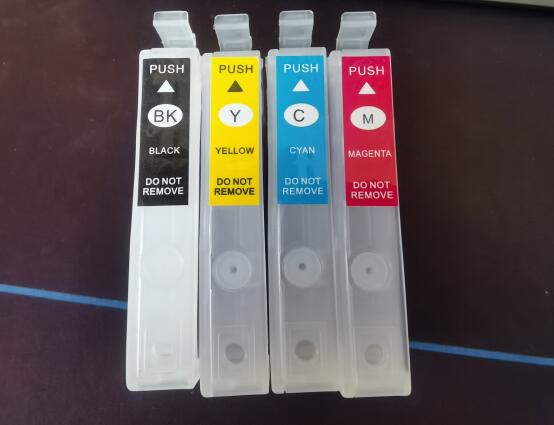 PUSH
BK
BLACK
DO NOT
REMOVE
PUSH
Y
YELLOW
DO NOT
REMOVE
PUSH
C
CYAN
DO NOT
REMOVE
PUSH
M
MAGENTA
DO NOT
REMOVE